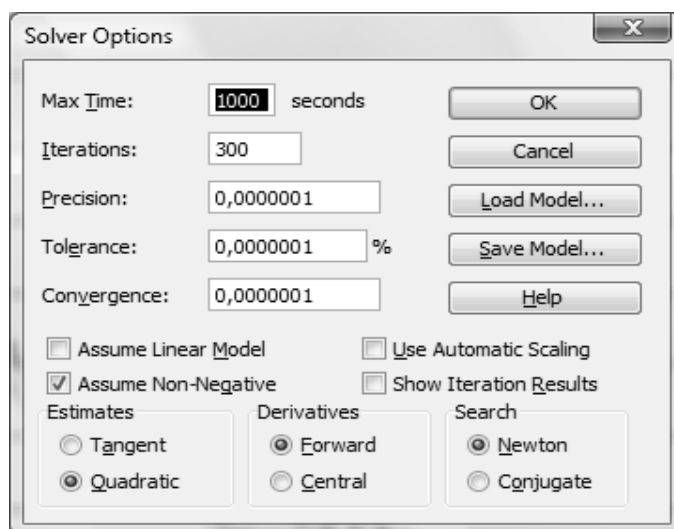 Solver Options
Max Time: 1000 seconds OK
Iterations: 300 Cancel
Precision: 0,0000001 Load Model...
Tolerance: 0,0000001 % Save Model...
Convergence: 0,0000001 Help
Assume Linear Model Use Automatic Scaling
Assume Non-Negative Show Iteration Results
Estimates Derivatives Search
Tangent Forward Newton
Quadratic Central Conjugate